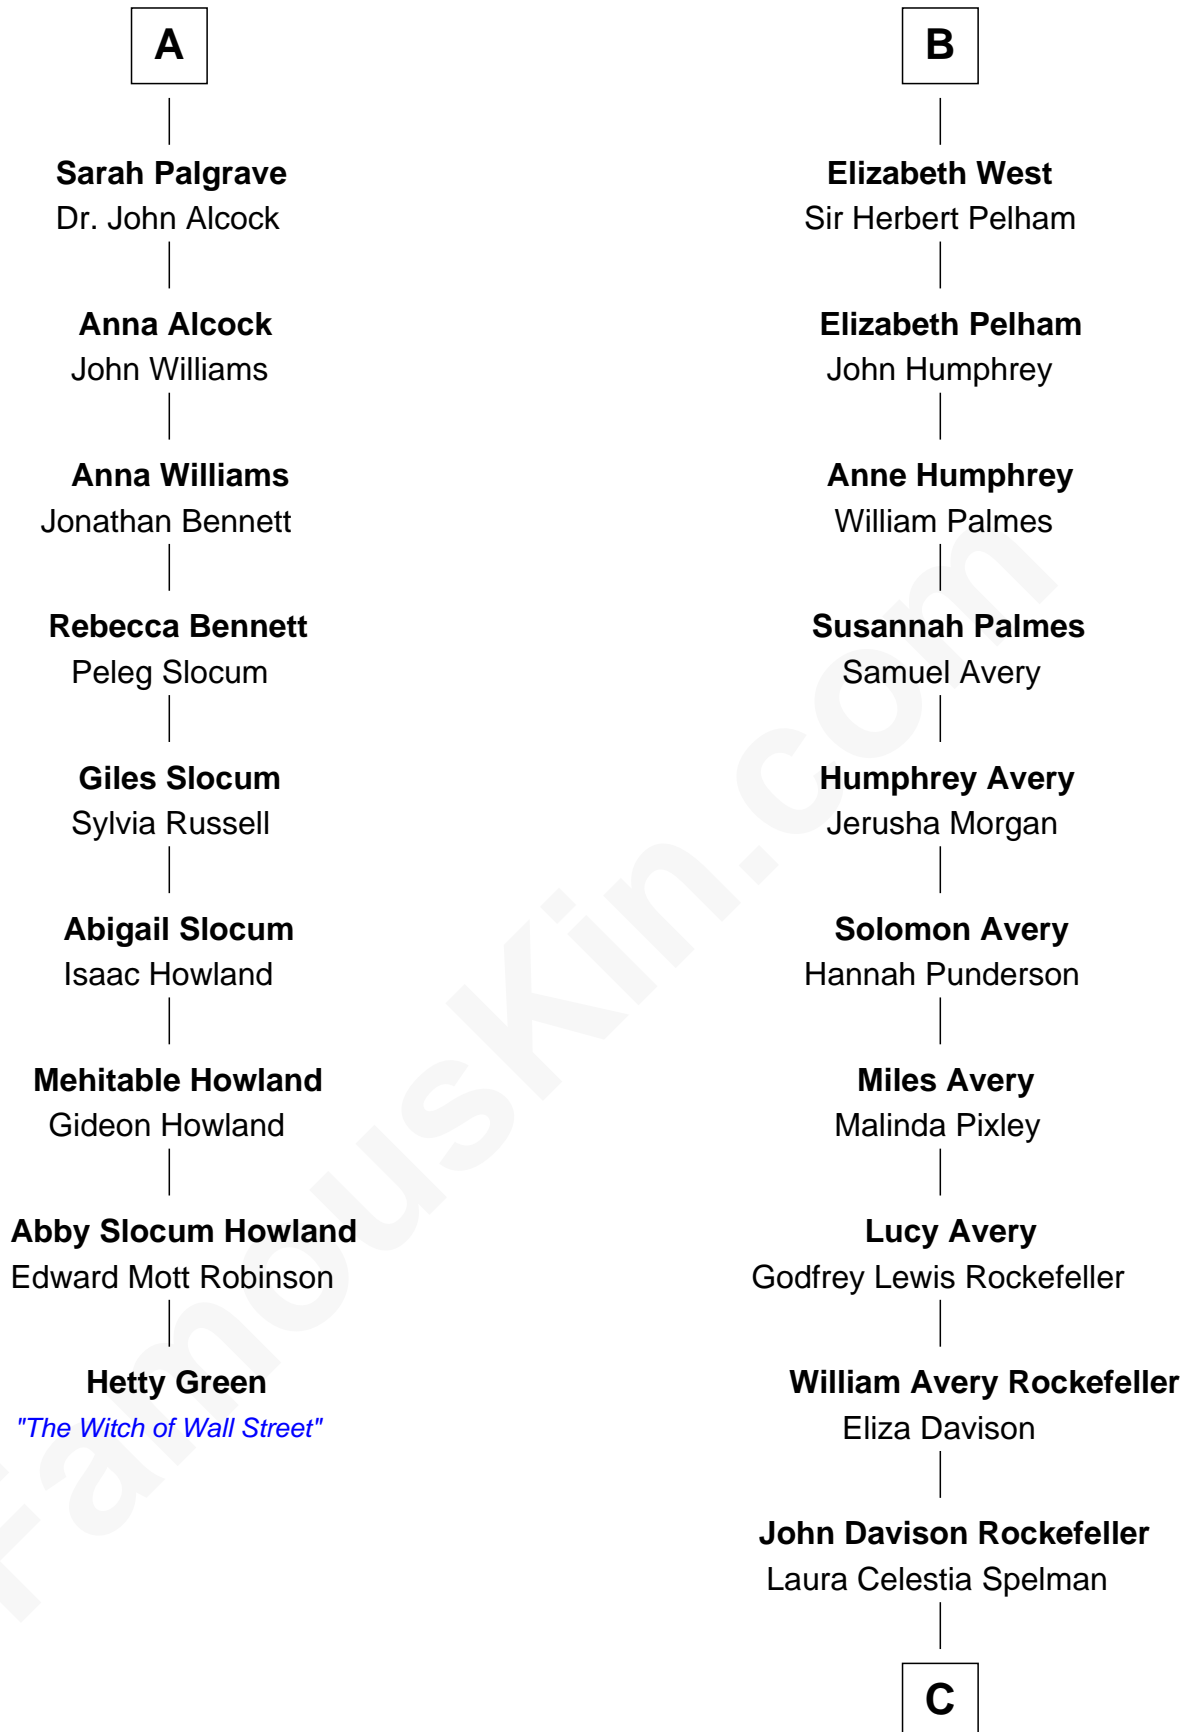 A
Sarah Palgrave
Dr. John Alcock
Anna Alcock
John Williams
Anna Williams
Jonathan Bennett
Rebecca Bennett
Peleg Slocum
Giles Slocum
Sylvia Russell
Abigail Slocum
Isaac Howland
Mehitable Howland
Gideon Howland
Abby Slocum Howland
Edward Mott Robinson
Hetty Green
"The Witch of Wall Street"
B
Elizabeth West
Sir Herbert Pelham
Elizabeth Pelham
John Humphrey
Anne Humphrey
William Palmes
Susannah Palmes
Samuel Avery
Humphrey Avery
Jerusha Morgan
Solomon Avery
Hannah Punderson
Miles Avery
Malinda Pixley
Lucy Avery
Godfrey Lewis Rockefeller
William Avery Rockefeller
Eliza Davison
John Davison Rockefeller
Laura Celestia Spelman
C
FamousKin.com